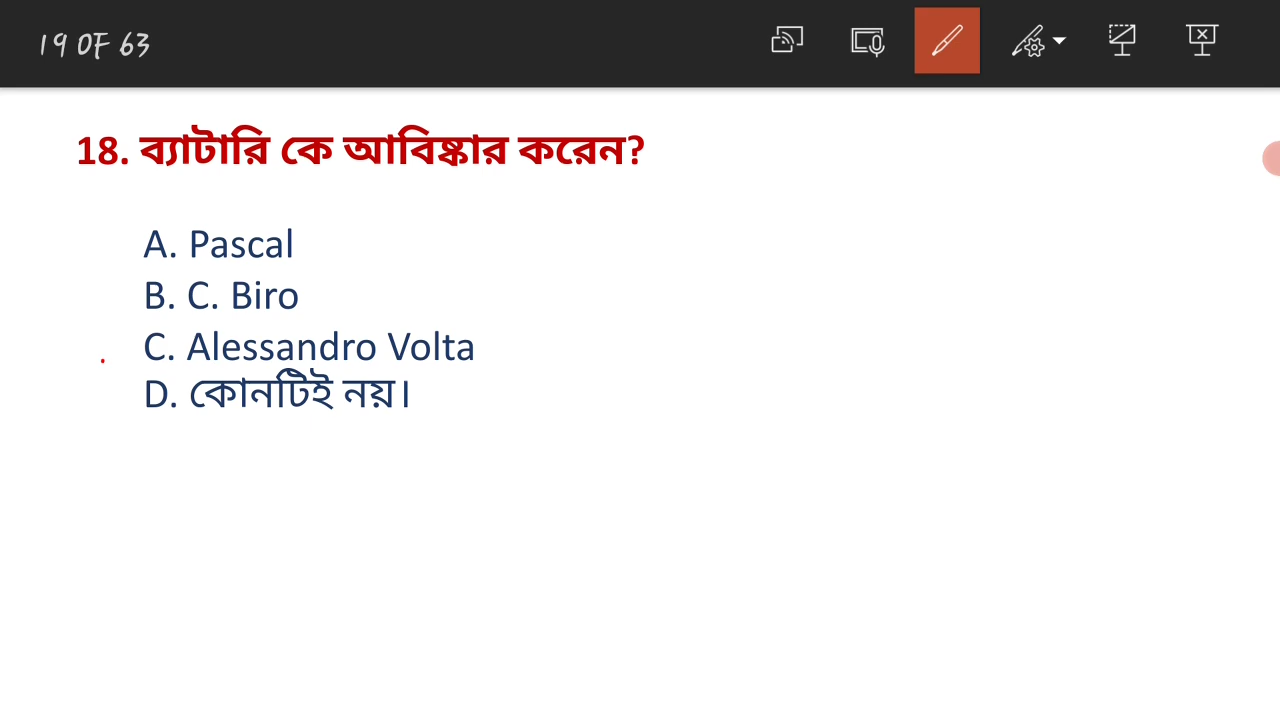 19 OF 63
18. ব্যাটারি কে আবিষ্কার করেন?
A. Pascal
B. C. Biro
C. Alessandro Volta
D. কোনটিই নয়।